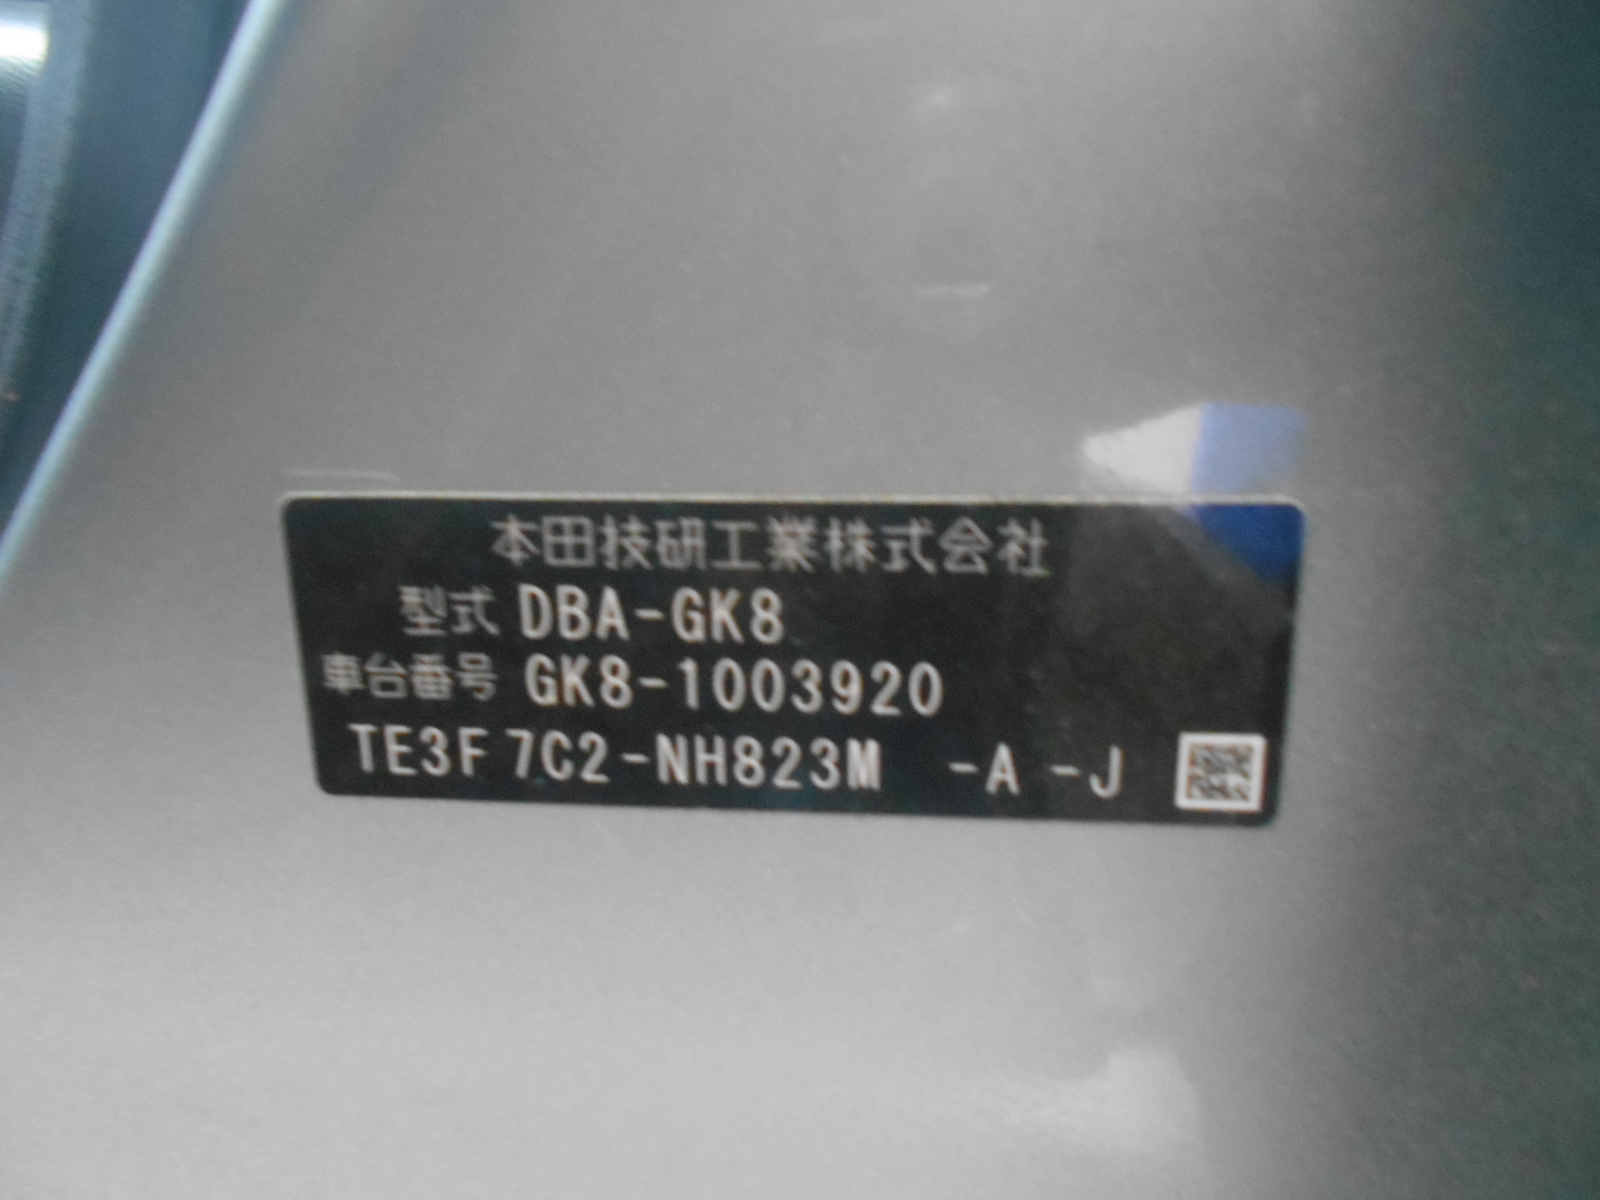 本田技研工業株式会社
型式 DBA-GK8
車台番号 GK8-1003920
TE3F 7C2-NH823M -A -J